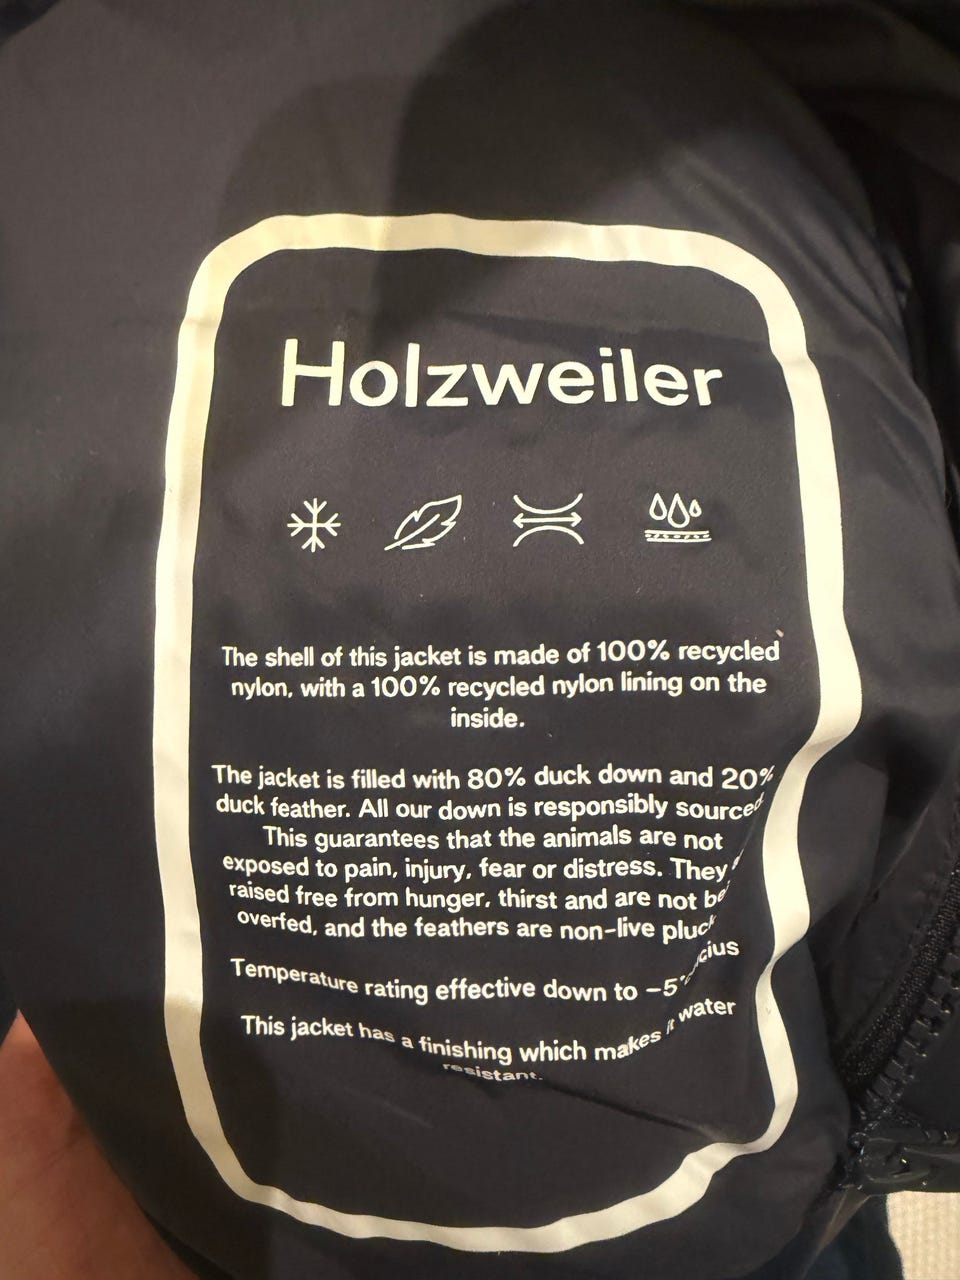 Holzweiler
The shell of this jacket is made of 100% recycled
nylon, with a 100% recycled nylon lining on the
inside.
The jacket is filled with 80% duck down and 20%
duck feather. All our down is responsibly sourced.
This guarantees that the animals are not
exposed to pain, injury, fear or distress. They
raised free from hunger, thirst and are not
overfed, and the feathers are non-live
Temperature rating effective down to -5°
This jacket has a finishing which makes it water
resistant.